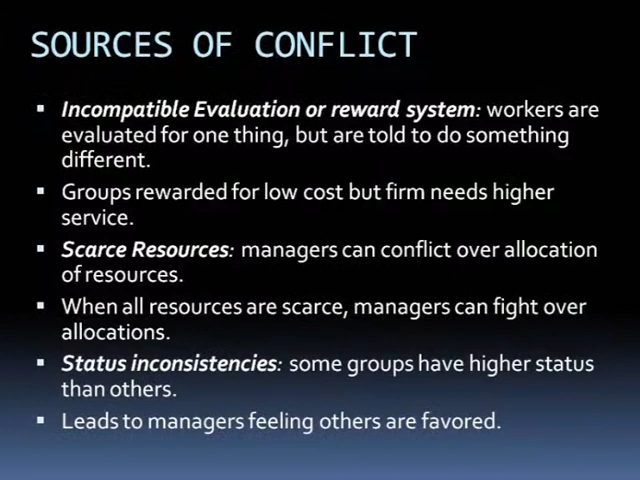 SOURCES OF CONFLICT
▪ Incompatible Evaluation or reward system: workers are
evaluated for one thing, but are told to do something
different.
▪ Groups rewarded for low cost but firm needs higher
service.
▪ Scarce Resources: managers can conflict over allocation
of resources.
▪ When all resources are scarce, managers can fight over
allocations.
▪ Status inconsistencies: some groups have higher status
than others.
▪ Leads to managers feeling others are favored.